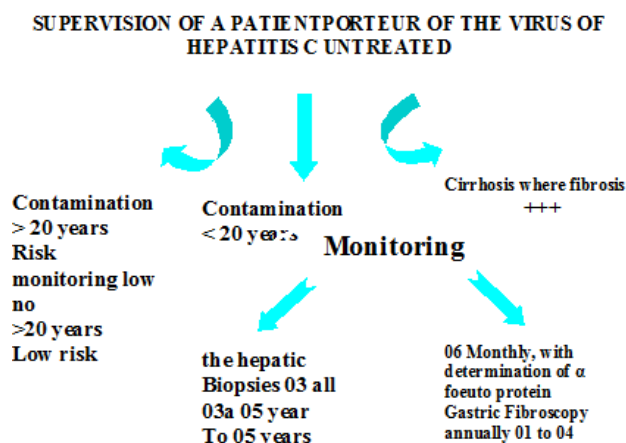 SUPERVISION OF A PATIENTPORTEUR OF THE VIRUS OF
HEPATITIS C UNTREATED
Contamination
> 20 years
Risk
monitoring low
no
>20 years
Low risk
Contamination
< 20 years
Cirrhosis where fibrosis
+++
Monitoring
the hepatic
Biopsies 03 all
03a 05 year
To 05 years
06 Monthly, with
determination of α
foeuto protein
Gastric Fibroscopy
annually 01 to 04